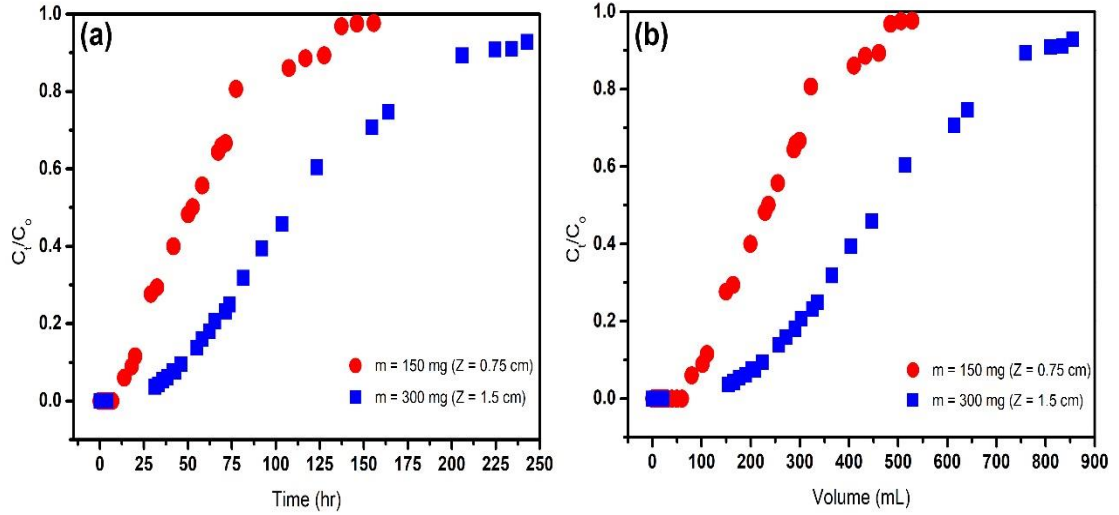 (a)
1.0
0.8
0.6
0.4
0.2
0.0
Cₜ/Cₒ
m = 150 mg (Z = 0.75 cm)
m = 300 mg (Z = 1.5 cm)
0 25 50 75 100 125 150 175 200 225 250
Time (hr)
(b)
1.0
0.8
0.6
0.4
0.2
0.0
Cₜ/Cₒ
m = 150 mg (Z = 0.75 cm)
m = 300 mg (Z = 1.5 cm)
0 100 200 300 400 500 600 700 800 900
Volume (mL)